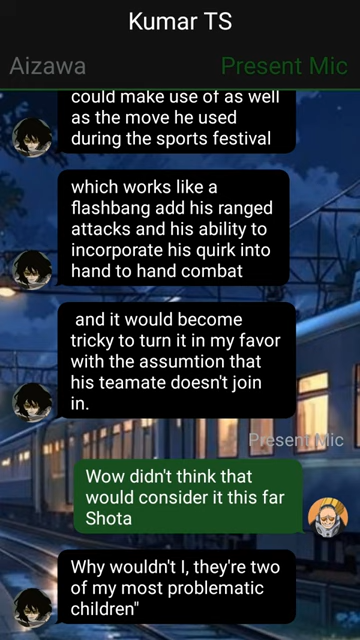 Kumar TS
Aizawa
Present Mic
could make use of as well
as the move he used
during the sports festival
which works like a
flashbang add his ranged
attacks and his ability to
incorporate his quirk into
hand to hand combat
and it would become
tricky to turn it in my favor
with the assumtion that
his teamate doesn't join
in.
Present Mic
Wow didn't think that
would consider it this far
Shota
Why wouldn't I, they're two
of my most problematic
children"